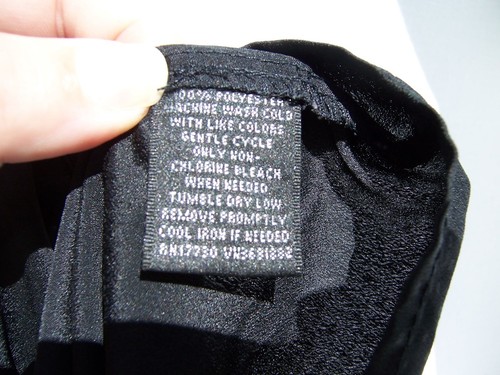 100% POLYESTER
MACHINE WASH COLD
WITH LIKE COLORS
GENTLE CYCLE
ONLY NON-
CHLORINE BLEACH
WHEN NEEDED
TUMBLE DRY LOW
REMOVE PROMPTLY
COOL IRON IF NEEDED
RN17730 VN3681882